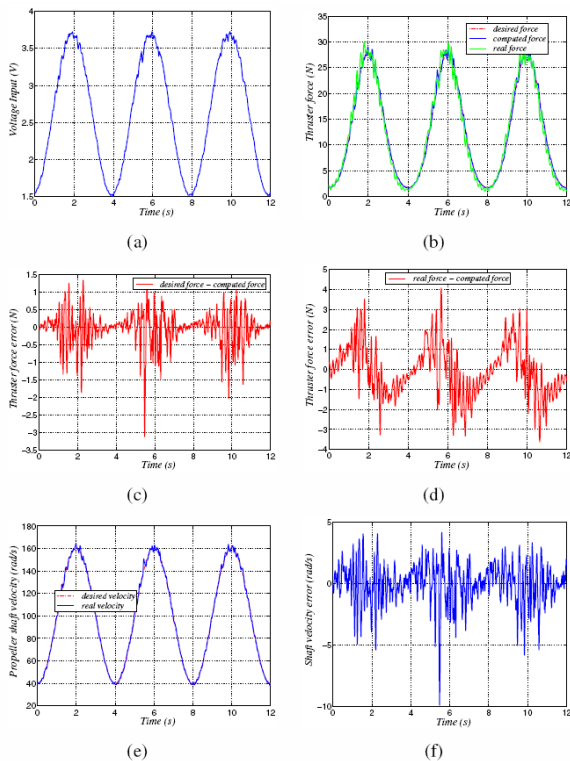 4
3.5
3
2.5
2
1.5
Voltage Input (V)
0 2 4 6 8 10 12
Time (s)
(a)
35
30
25
20
15
10
5
0
Thruster force (N)
desired force
computed force
real force
0 2 4 6 8 10 12
Time (s)
(b)
1.5
1
0.5
0
−0.5
−1
−1.5
−2
−2.5
−3
−3.5
Thruster force error (N)
desired force − computed force
0 2 4 6 8 10 12
Time (s)
(c)
5
4
3
2
1
0
−1
−2
−3
−4
Thruster force error (N)
real force − computed force
0 2 4 6 8 10 12
Time (s)
(d)
180
160
140
120
100
80
60
40
20
Propeller shaft velocity (rad/s)
desired velocity
real velocity
0 2 4 6 8 10 12
Time (s)
(e)
5
0
−5
−10
Shaft velocity error (rad/s)
0 2 4 6 8 10 12
Time (s)
(f)